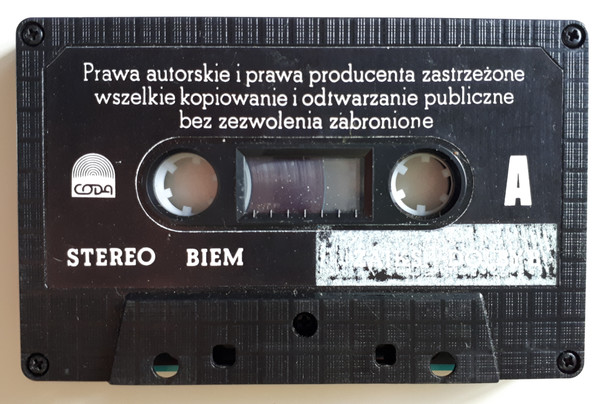 Prawa autorskie i prawa producenta zastrzeżone
wszelkie kopiowanie i odtwarzanie publiczne
bez zezwolenia zabronione
CODA
A
STEREO BIEM